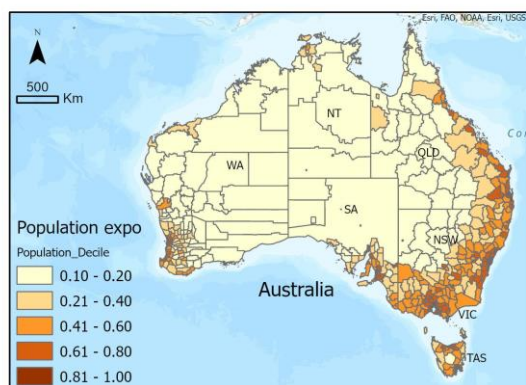 Esri, FAO, NOAA, Esri, USGS
N
500
Km
NT
QLD
WA
SA
NSW
Population expo
Population_Decile
0.10 - 0.20
0.21 - 0.40
0.41 - 0.60
0.61 - 0.80
0.81 - 1.00
Australia
VIC
TAS